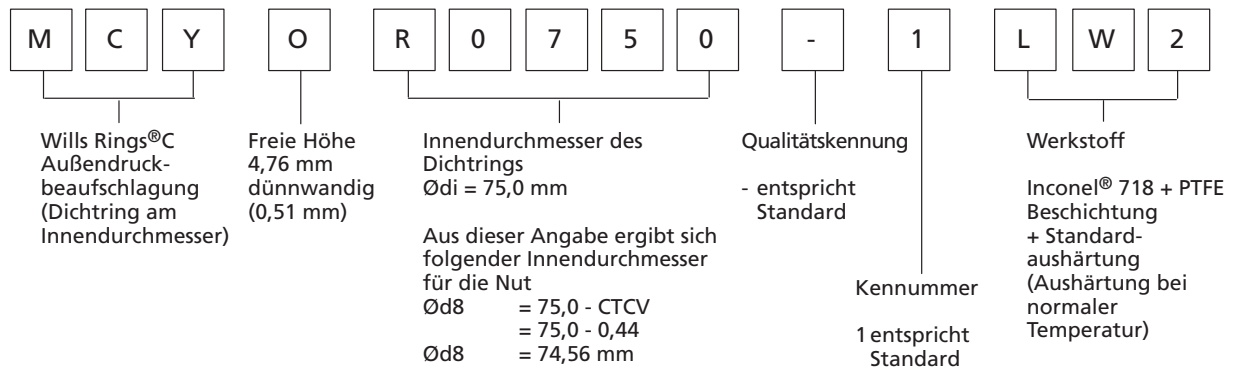 M C Y O R 0 7 5 0 - 1 L W 2
Wills Rings®C
Außendruck-
beaufschlagung
(Dichtring am
Innendurchmesser)
Freie Höhe
4,76 mm
dünnwandig
(0,51 mm)
Innendurchmesser des
Dichtrings
Ødi = 75,0 mm
Aus dieser Angabe ergibt sich
folgender Innendurchmesser
für die Nut
Ød8 = 75,0 - CTCV
= 75,0 - 0,44
Ød8 = 74,56 mm
Qualitätskennung
- entspricht
Standard
Kennummer
1 entspricht
Standard
Werkstoff
Inconel® 718 + PTFE
Beschichtung
+ Standard-
aushärtung
(Aushärtung bei
normaler
Temperatur)